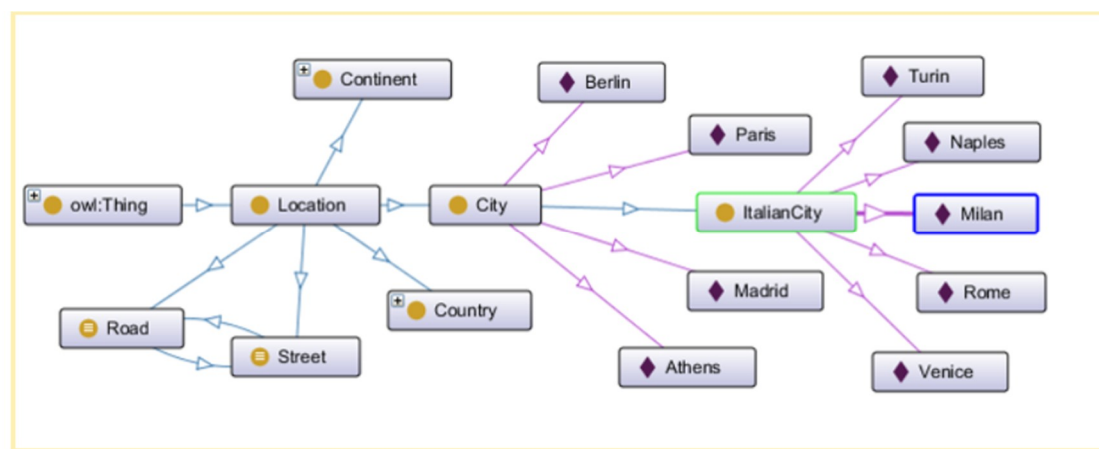 Continent
Berlin
Turin
Paris
Naples
owl:Thing
Location
City
ItalianCity
Milan
Madrid
Rome
Country
Road
Street
Athens
Venice